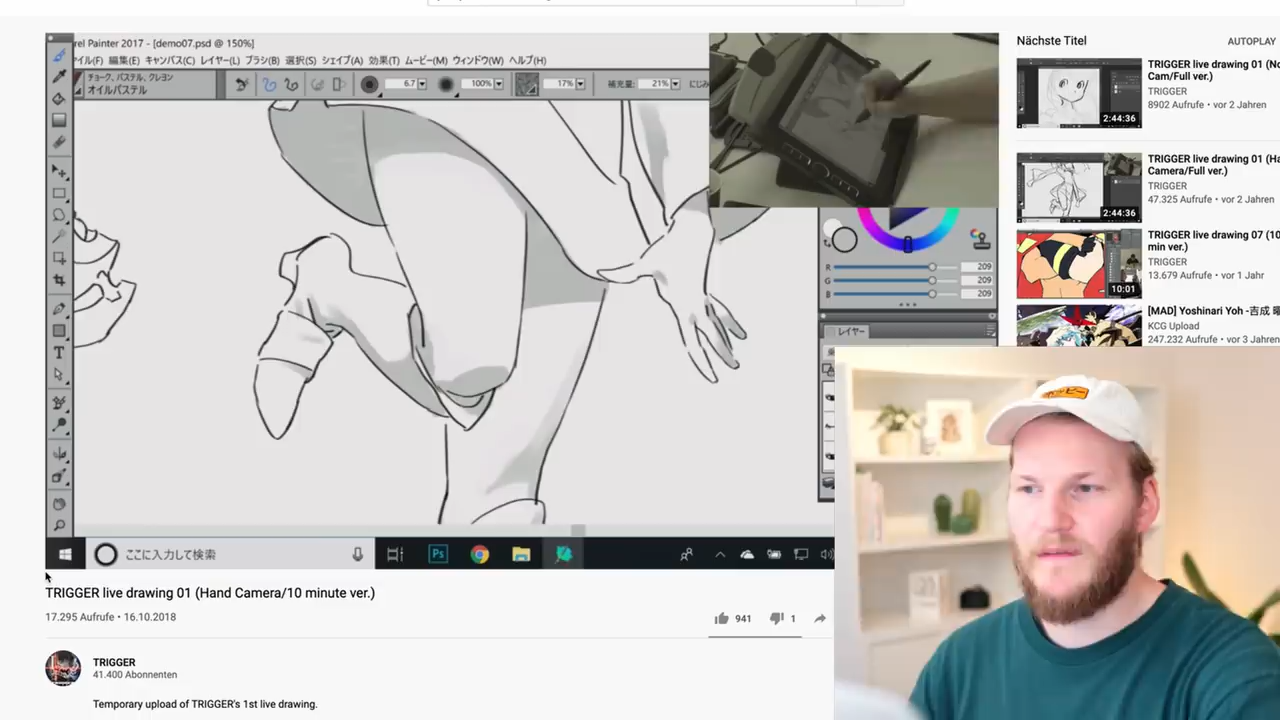 rel Painter 2017 - [demo07.psd @ 150%]
イル(F) 編集(E) キャンバス(C) レイヤー(L) ブラシ(B) 選択(S) シェイプ(A) 効果(T) ムービー(M) ウィンドウ(W) ヘルプ(H)
チョーク、パステル、クレヨン
オイルパステル
6.7
100%
17%
補充量:
21%
にじみ
R
209
G
209
B
209
レイヤー
ここに入力して検索
Ps
TRIGGER live drawing 01 (Hand Camera/10 minute ver.)
17.295 Aufrufe • 16.10.2018
941
1
TRIGGER
41.400 Abonnenten
Temporary upload of TRIGGER's 1st live drawing.
Nächste Titel
AUTOPLAY
TRIGGER live drawing 01 (No
Cam/Full ver.)
TRIGGER
8902 Aufrufe • vor 2 Jahren
2:44:36
TRIGGER live drawing 01 (Ha
Camera/Full ver.)
TRIGGER
47.325 Aufrufe • vor 2 Jahren
2:44:36
TRIGGER live drawing 07 (10
min ver.)
TRIGGER
13.679 Aufrufe • vor 1 Jahr
10:01
[MAD] Yoshinari Yoh -吉成 曜
KCG Upload
247.232 Aufrufe • vor 3 Jahren